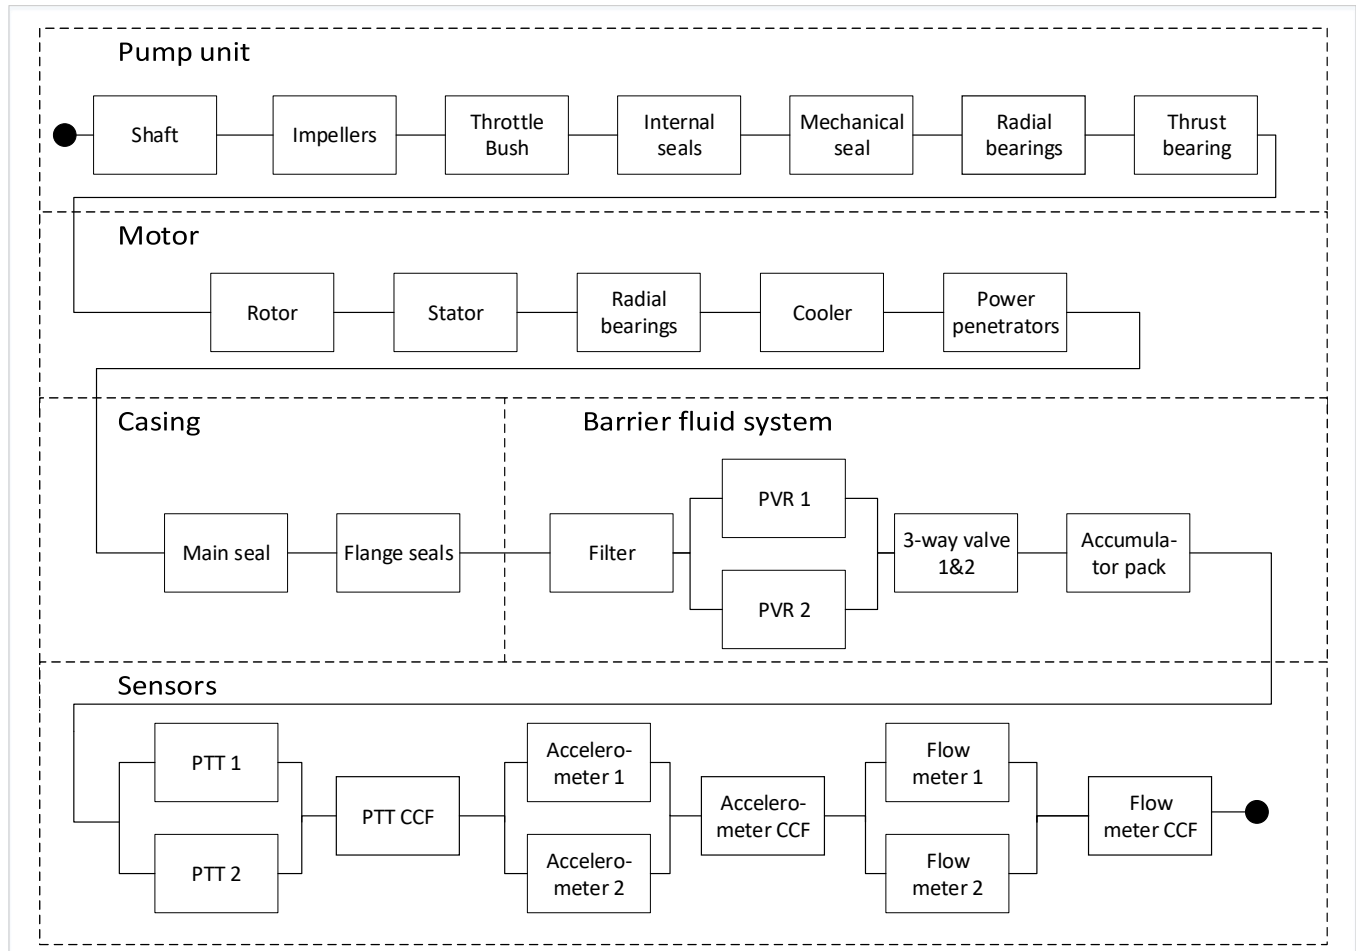 Pump unit
Shaft
Impellers
Throttle
Bush
Internal
seals
Mechanical
seal
Radial
bearings
Thrust
bearing
Motor
Rotor
Stator
Radial
bearings
Cooler
Power
penetrators
Casing
Main seal
Flange seals
Barrier fluid system
Filter
PVR 1
PVR 2
3-way valve
1&2
Accumula-
tor pack
Sensors
PTT 1
PTT 2
PTT CCF
Accelero-
meter 1
Accelero-
meter 2
Accelero-
meter CCF
Flow
meter 1
Flow
meter 2
Flow
meter CCF